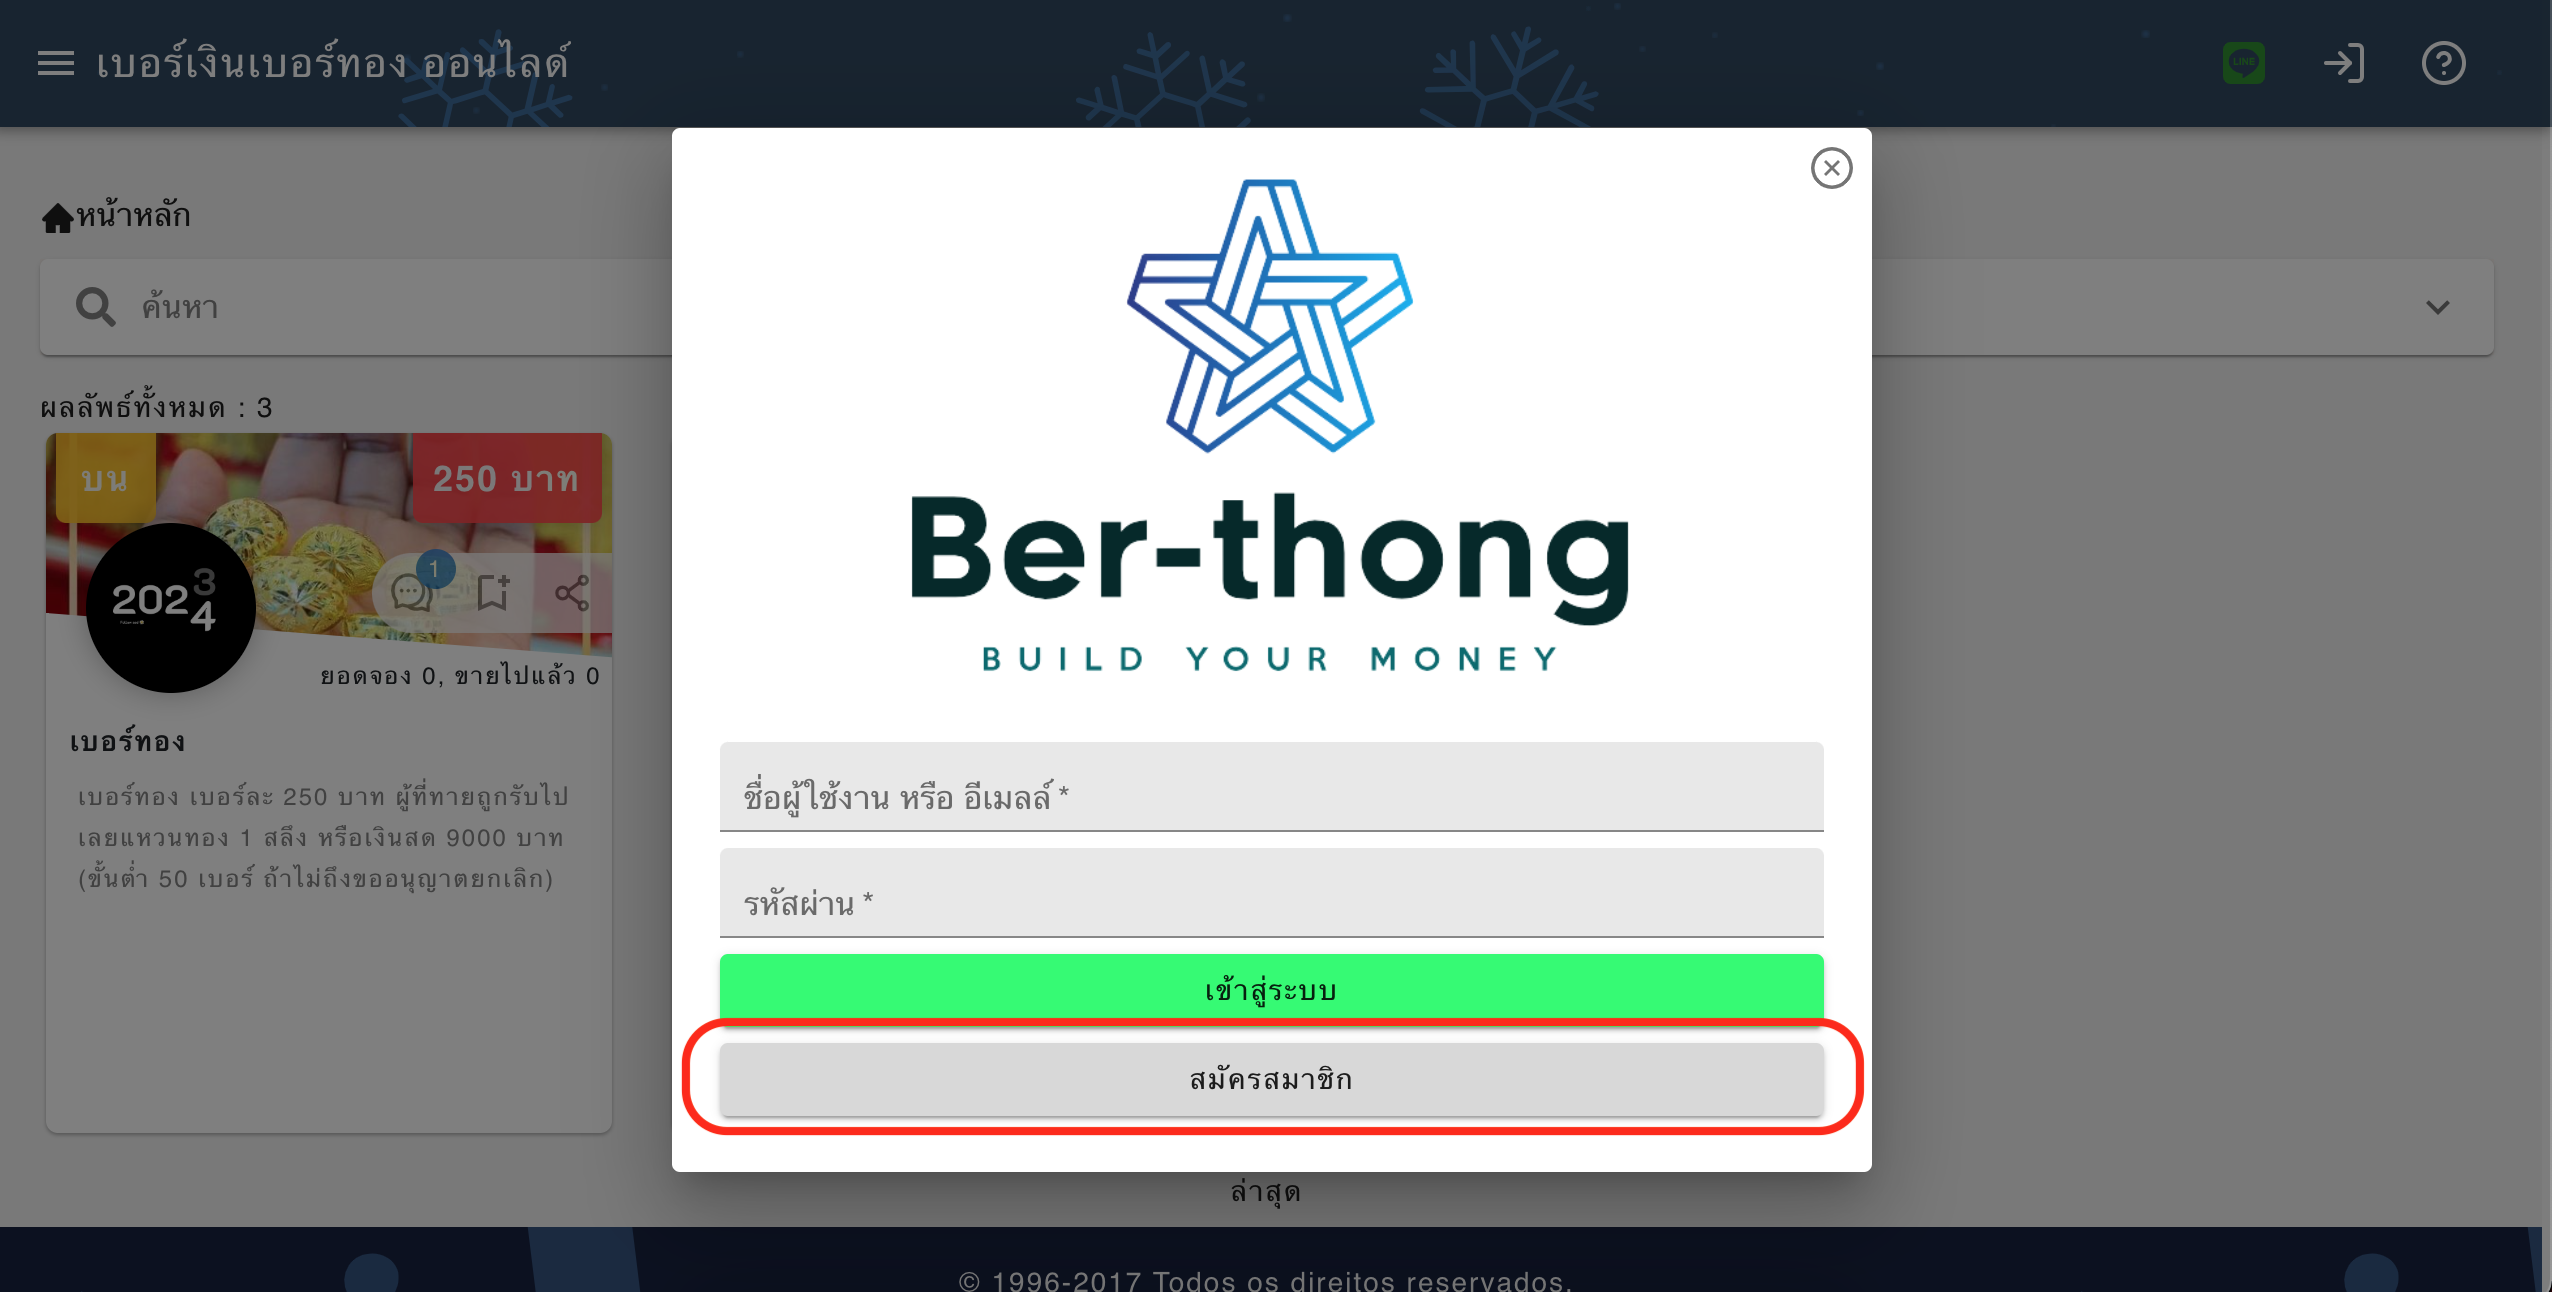 เบอร์เงินเบอร์ทอง ออนไลด์
LINE
หน้าหลัก
ค้นหา
ผลลัพธ์ทั้งหมด : 3
บน
250 บาท
1
2023
4
ยอดจอง 0, ขายไปแล้ว 0
เบอร์ทอง
เบอร์ทอง เบอร์ละ 250 บาท ผู้ที่ทายถูกรับไป
เลยแหวนทอง 1 สลึง หรือเงินสด 9000 บาท
(ขั้นต่ำ 50 เบอร์ ถ้าไม่ถึงขออนุญาตยกเลิก)
Ber-thong
BUILD YOUR MONEY
ชื่อผู้ใช้งาน หรือ อีเมลล์ *
รหัสผ่าน *
เข้าสู่ระบบ
สมัครสมาชิก
ล่าสุด
© 1996-2017 Todos os direitos reservados.